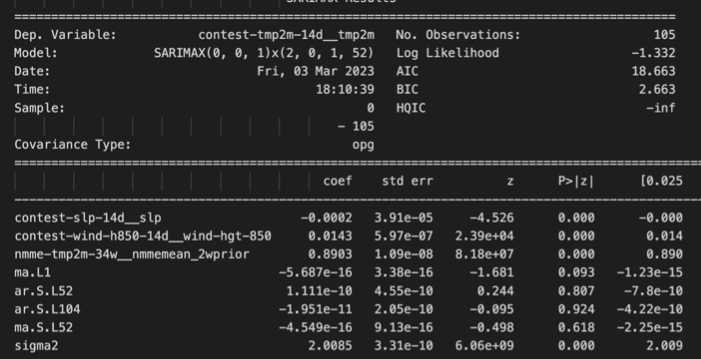 SARIMAX Results
==========================================================================================
Dep. Variable: contest-tmp2m-14d__tmp2m No. Observations: 105
Model: SARIMAX(0, 0, 1)x(2, 0, 1, 52) Log Likelihood -1.332
Date: Fri, 03 Mar 2023 AIC 18.663
Time: 18:10:39 BIC 2.663
Sample: 0 HQIC -inf
- 105
Covariance Type: opg
==========================================================================================
coef std err z P>|z| [0.025
------------------------------------------------------------------------------------------
contest-slp-14d__slp -0.0002 3.91e-05 -4.526 0.000 -0.000
contest-wind-h850-14d__wind-hgt-850 0.0143 5.97e-07 2.39e+04 0.000 0.014
nmme-tmp2m-34w__nmmemean_2wprior 0.8903 1.09e-08 8.18e+07 0.000 0.890
ma.L1 -5.687e-16 3.38e-16 -1.681 0.093 -1.23e-15
ar.S.L52 1.111e-10 4.55e-10 0.244 0.807 -7.8e-10
ar.S.L104 -1.951e-11 2.05e-10 -0.095 0.924 -4.22e-10
ma.S.L52 -4.549e-16 9.13e-16 -0.498 0.618 -2.25e-15
sigma2 2.0085 3.31e-10 6.06e+09 0.000 2.009